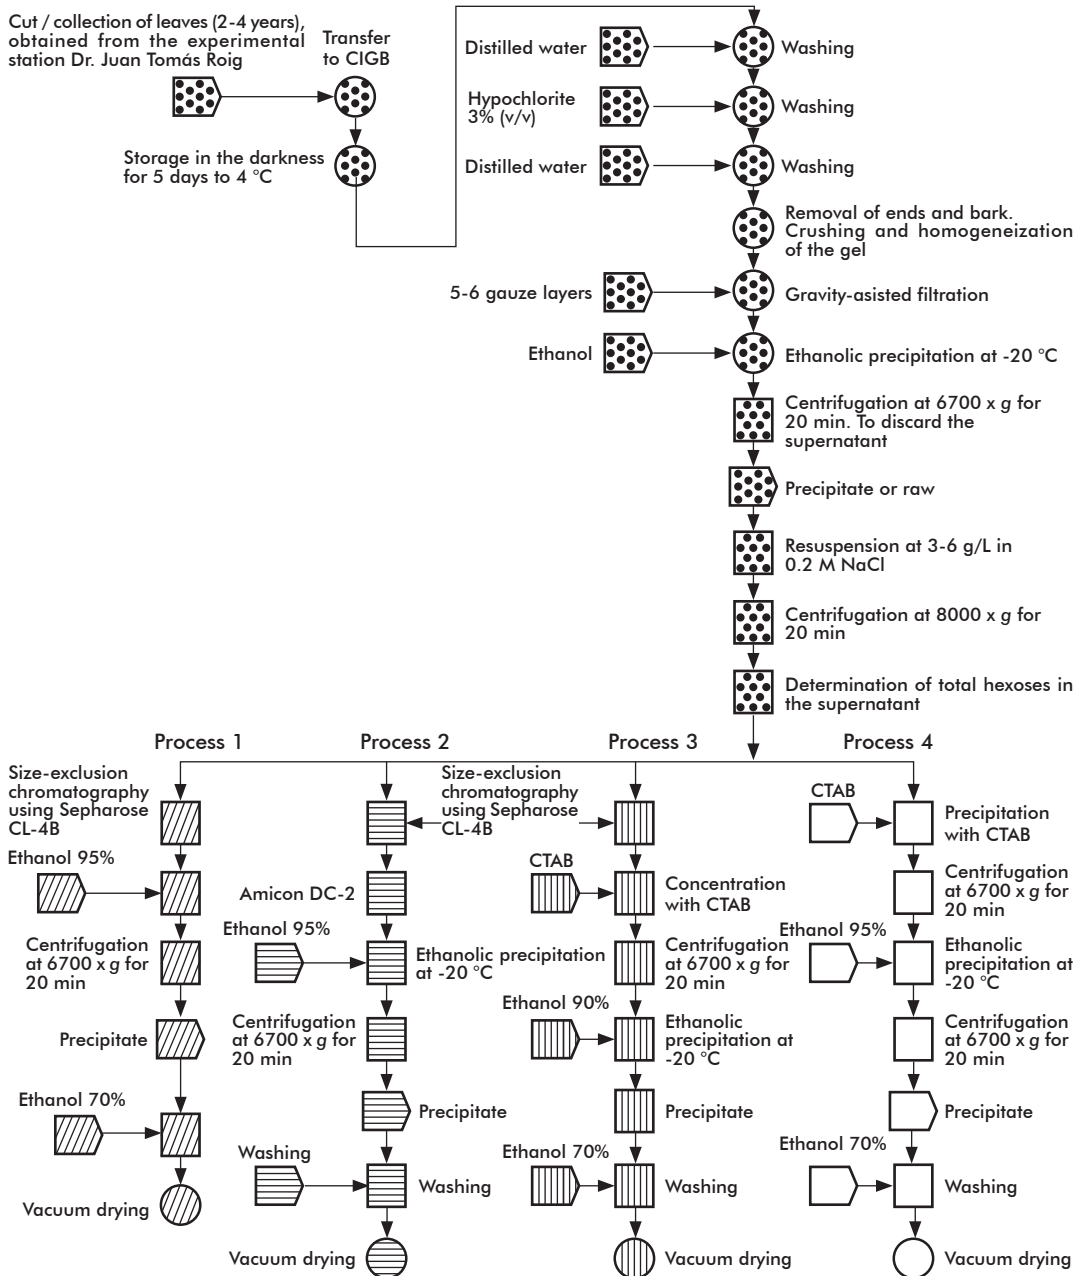 Cut / collection of leaves (2-4 years),
obtained from the experimental
station Dr. Juan Tomás Roig
Transfer
to CIGB
Storage in the darkness
for 5 days to 4 °C
Distilled water
Washing
Hypochlorite
3% (v/v)
Washing
Distilled water
Washing
Removal of ends and bark.
Crushing and homogeneization
of the gel
5-6 gauze layers
Gravity-asisted filtration
Ethanol
Ethanolic precipitation at -20 °C
Centrifugation at 6700 x g for
20 min. To discard the
supernatant
Precipitate or raw
Resuspension at 3-6 g/L in
0.2 M NaCl
Centrifugation at 8000 x g for
20 min
Determination of total hexoses in
the supernatant
Process 1
Size-exclusion
chromatography
using Sepharose
CL-4B
Ethanol 95%
Centrifugation
at 6700 x g for
20 min
Precipitate
Ethanol 70%
Vacuum drying
Process 2
Size-exclusion
chromatography
using Sepharose
CL-4B
Amicon DC-2
Ethanol 95%
Ethanolic precipitation
at -20 °C
Centrifugation
at 6700 x g for
20 min
Precipitate
Washing
Washing
Vacuum drying
Process 3
CTAB
Concentration
with CTAB
Centrifugation
at 6700 x g for
20 min
Ethanol 90%
Ethanolic
precipitation at
-20 °C
Precipitate
Ethanol 70%
Washing
Vacuum drying
Process 4
CTAB
Precipitation
with CTAB
Centrifugation
at 6700 x g for
20 min
Ethanol 95%
Ethanolic
precipitation at
-20 °C
Centrifugation
at 6700 x g for
20 min
Precipitate
Ethanol 70%
Washing
Vacuum drying